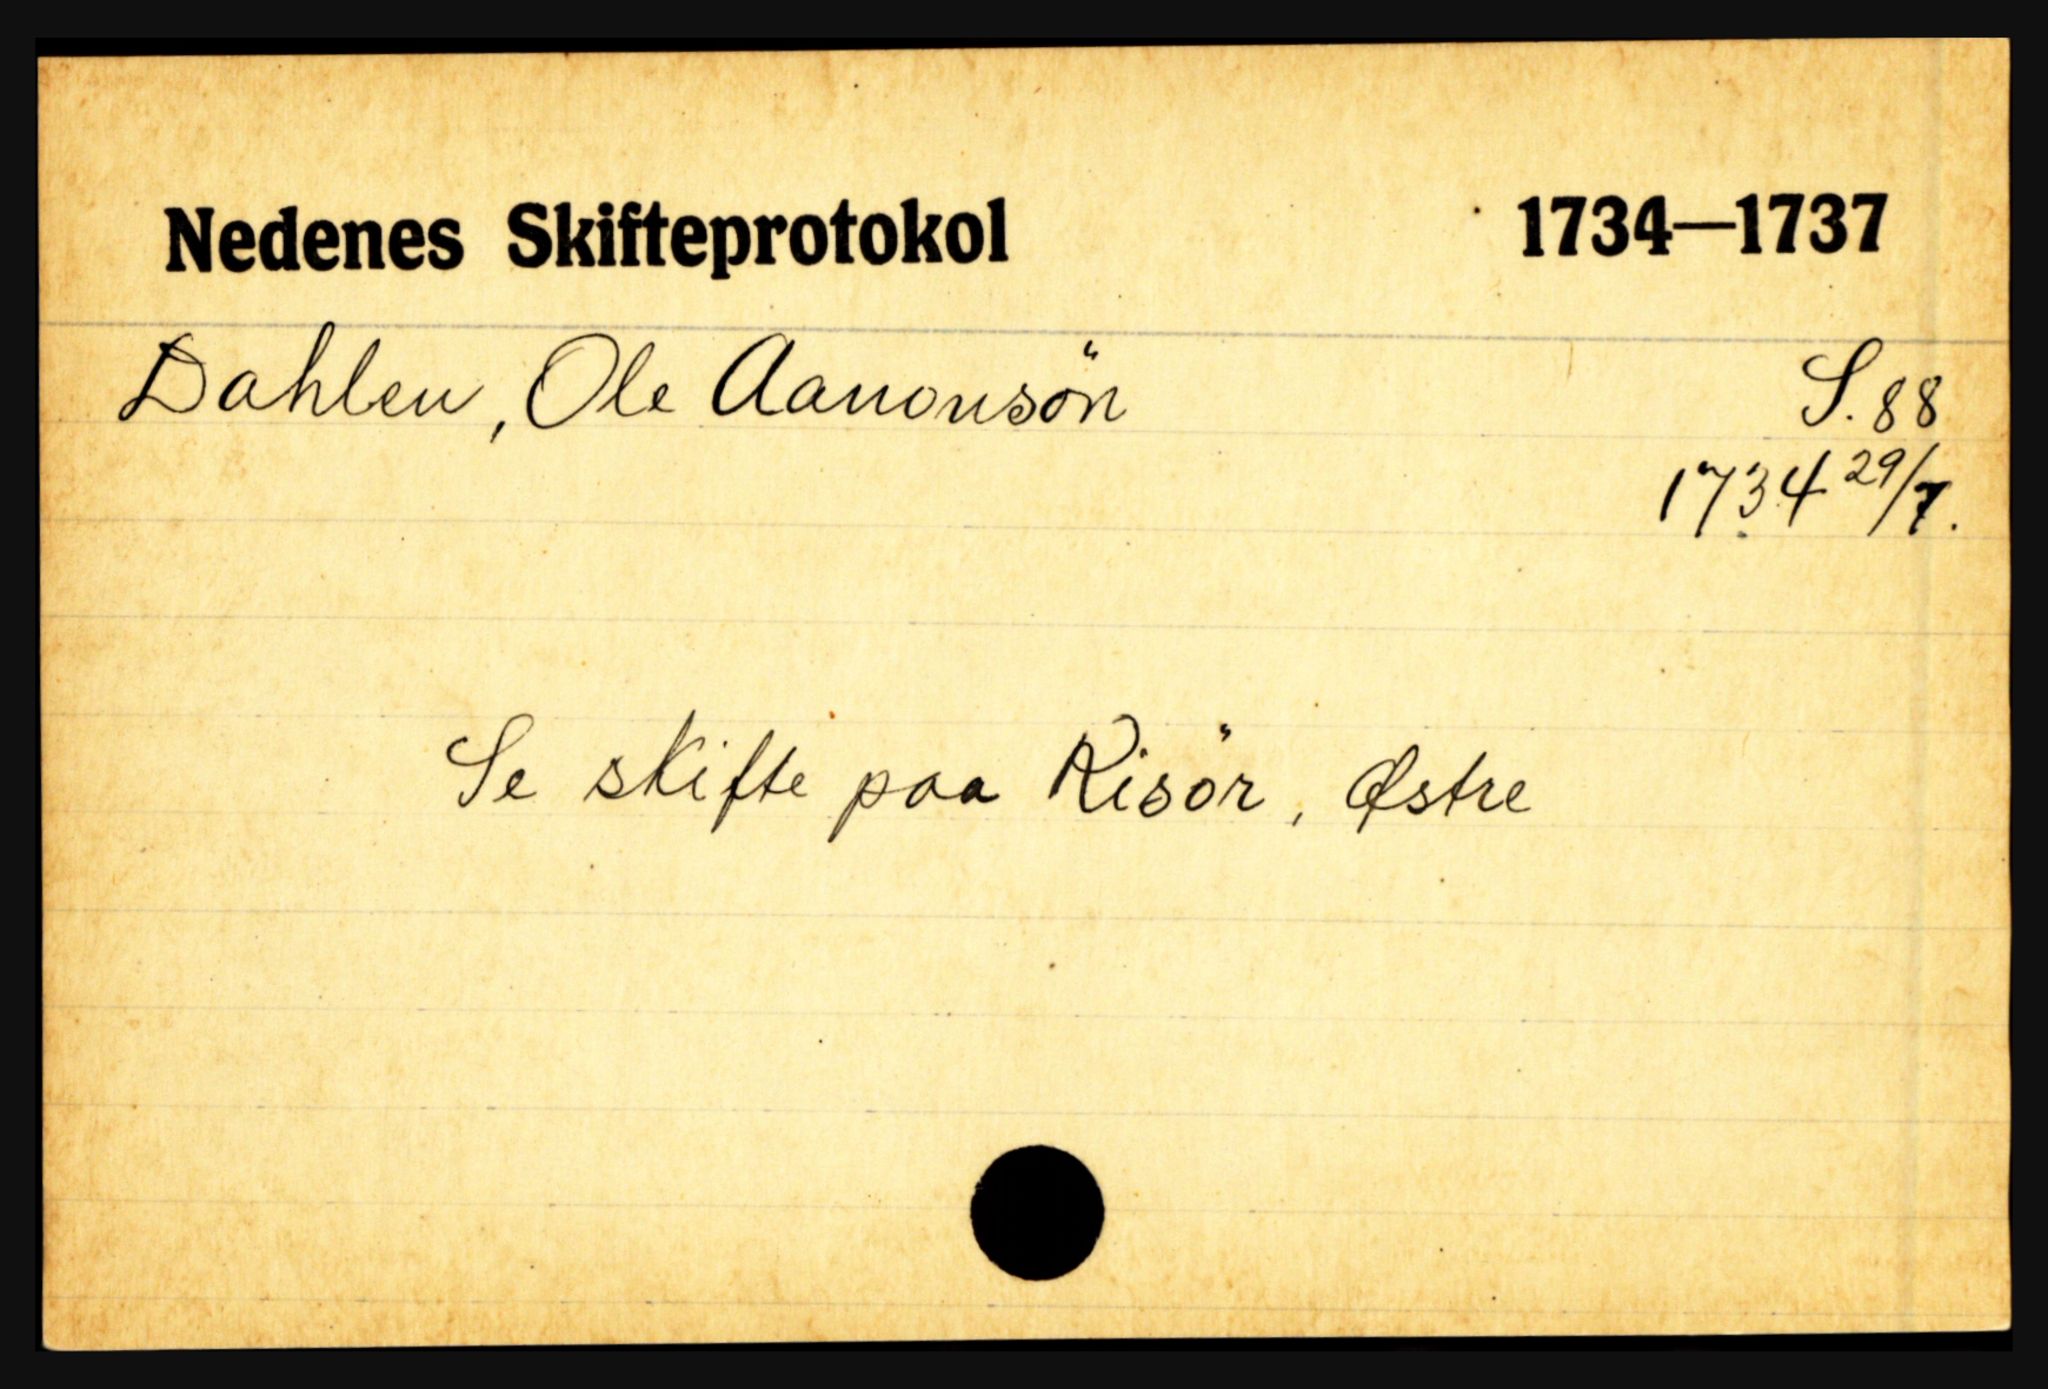 Nedenes Skifteprotokol 1734—1737
Dahlen, Ole Aanonsön S. 88
1734 29/7.
Se skifte paa Risör, Østre